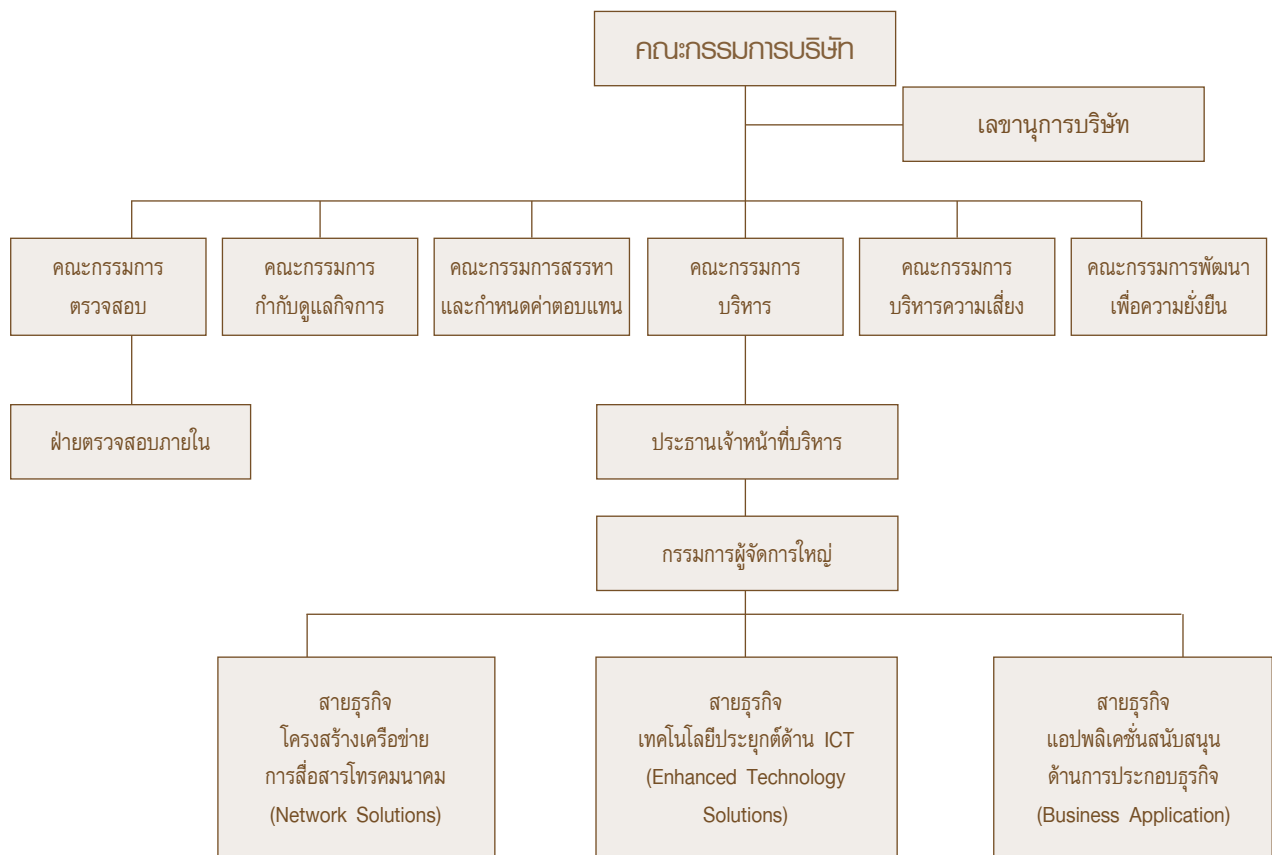 คณะกรรมการบริษัท
เลขานุการบริษัท
คณะกรรมการ
ตรวจสอบ
คณะกรรมการ
กำกับดูแลกิจการ
คณะกรรมการสรรหา
และกำหนดค่าตอบแทน
คณะกรรมการ
บริหาร
คณะกรรมการ
บริหารความเสี่ยง
คณะกรรมการพัฒนา
เพื่อความยั่งยืน
ฝ่ายตรวจสอบภายใน
ประธานเจ้าหน้าที่บริหาร
กรรมการผู้จัดการใหญ่
สายธุรกิจ
โครงสร้างเครือข่าย
การสื่อสารโทรคมนาคม
(Network Solutions)
สายธุรกิจ
เทคโนโลยีประยุกต์ด้าน ICT
(Enhanced Technology
Solutions)
สายธุรกิจ
แอปพลิเคชั่นสนับสนุน
ด้านการประกอบธุรกิจ
(Business Application)